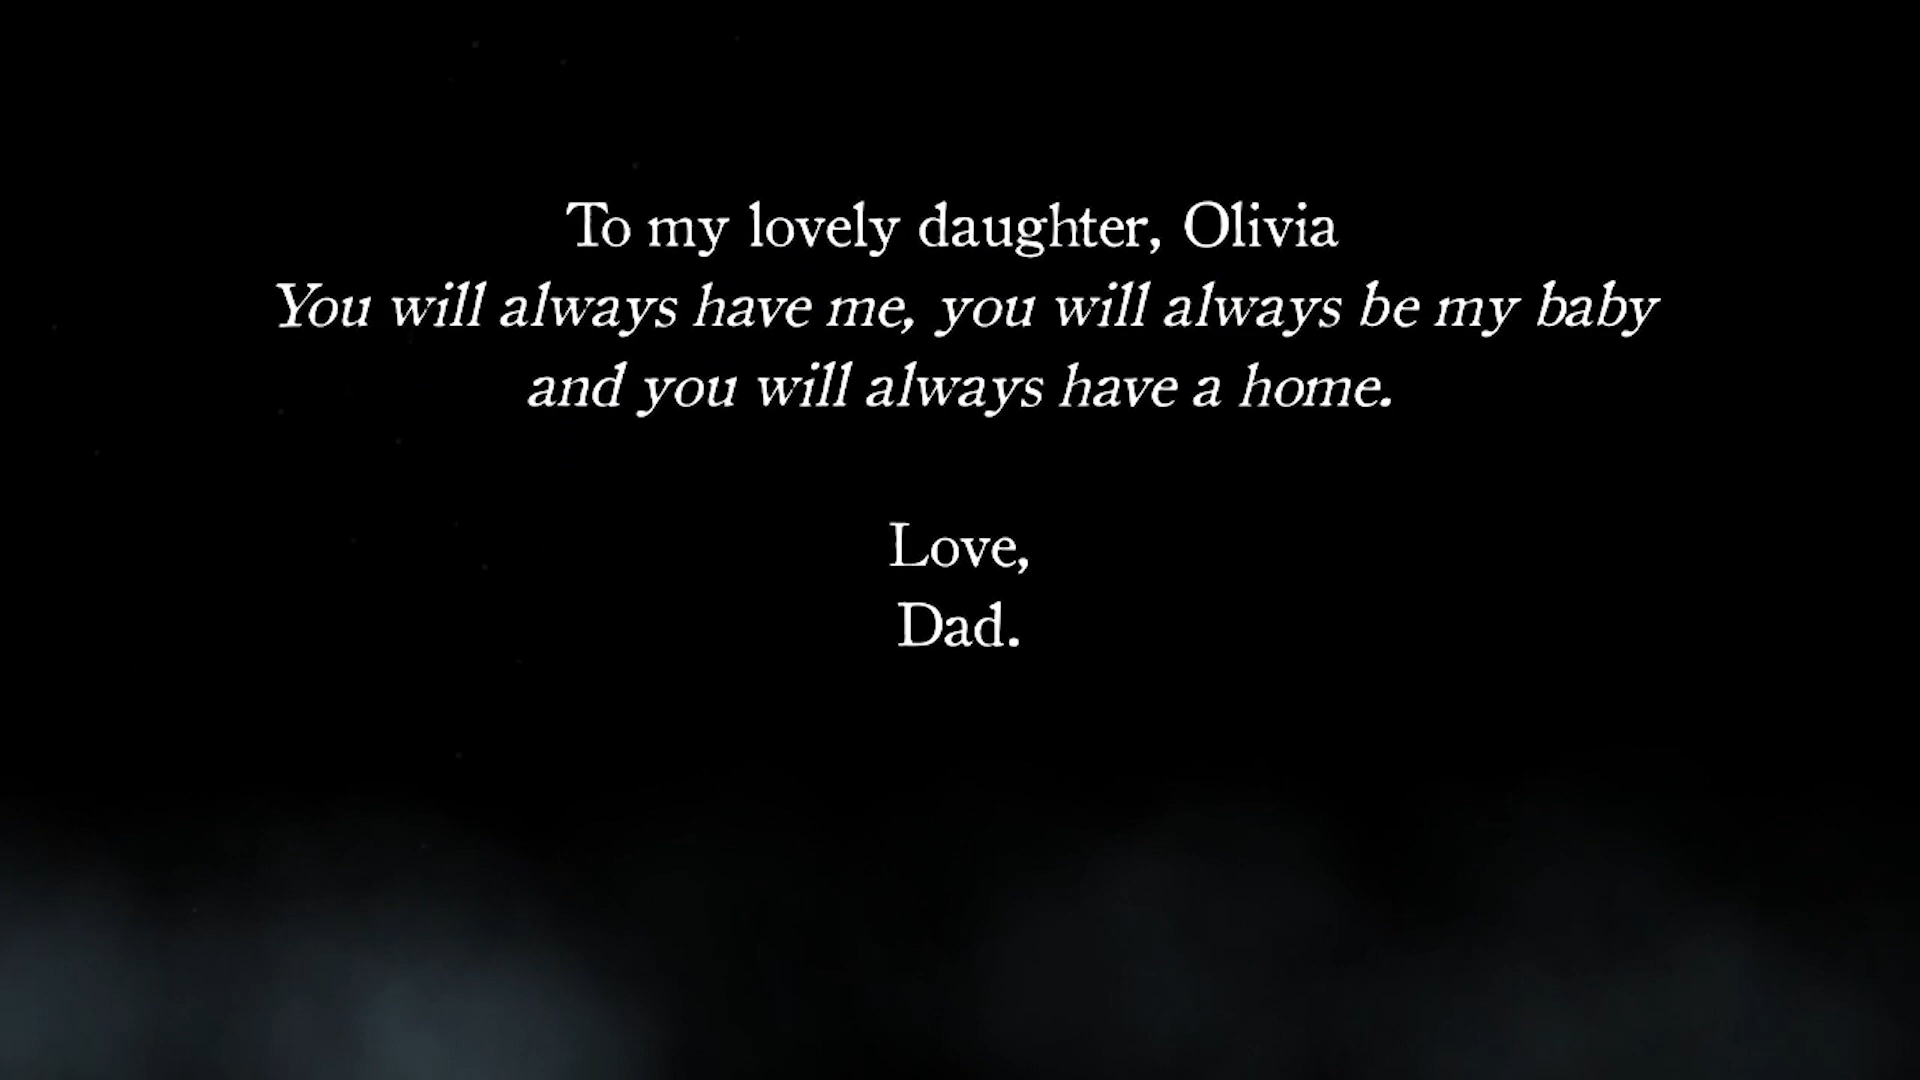 To my lovely daughter, Olivia
You will always have me, you will always be my baby
and you will always have a home.
Love,
Dad.